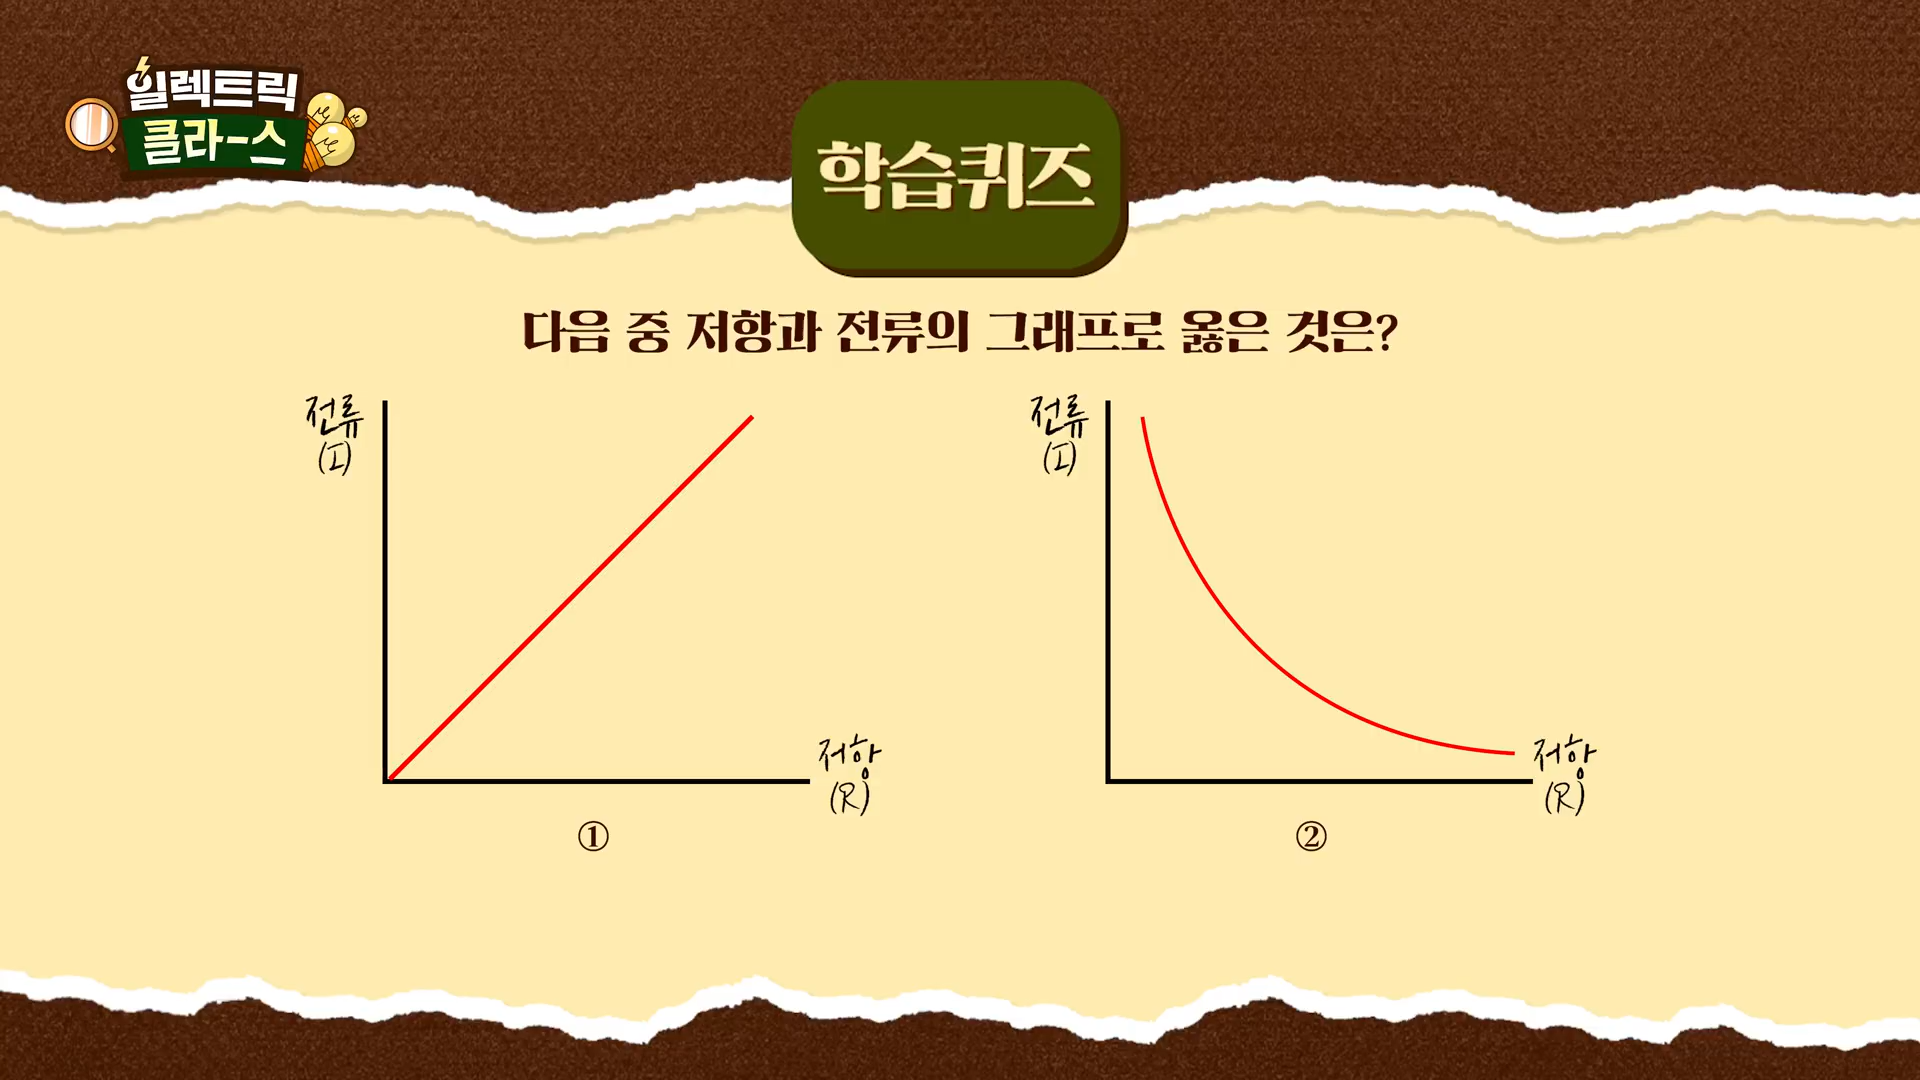 일렉트릭
클라-스
학습퀴즈
다음 중 저항과 전류의 그래프로 옳은 것은?
전류
(I)
저항
(R)
①
전류
(I)
저항
(R)
②